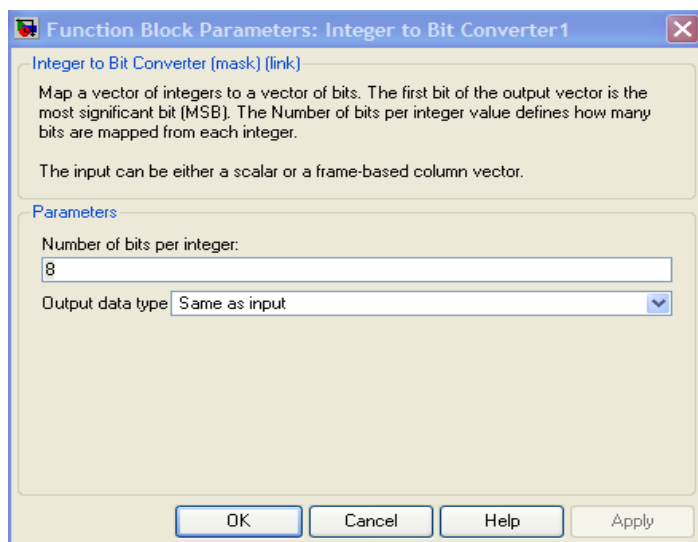 Function Block Parameters: Integer to Bit Converter1
Integer to Bit Converter (mask) (link)
Map a vector of integers to a vector of bits. The first bit of the output vector is the
most significant bit (MSB). The Number of bits per integer value defines how many
bits are mapped from each integer.
The input can be either a scalar or a frame-based column vector.
Parameters
Number of bits per integer:
8
Output data type Same as input
OK Cancel Help Apply